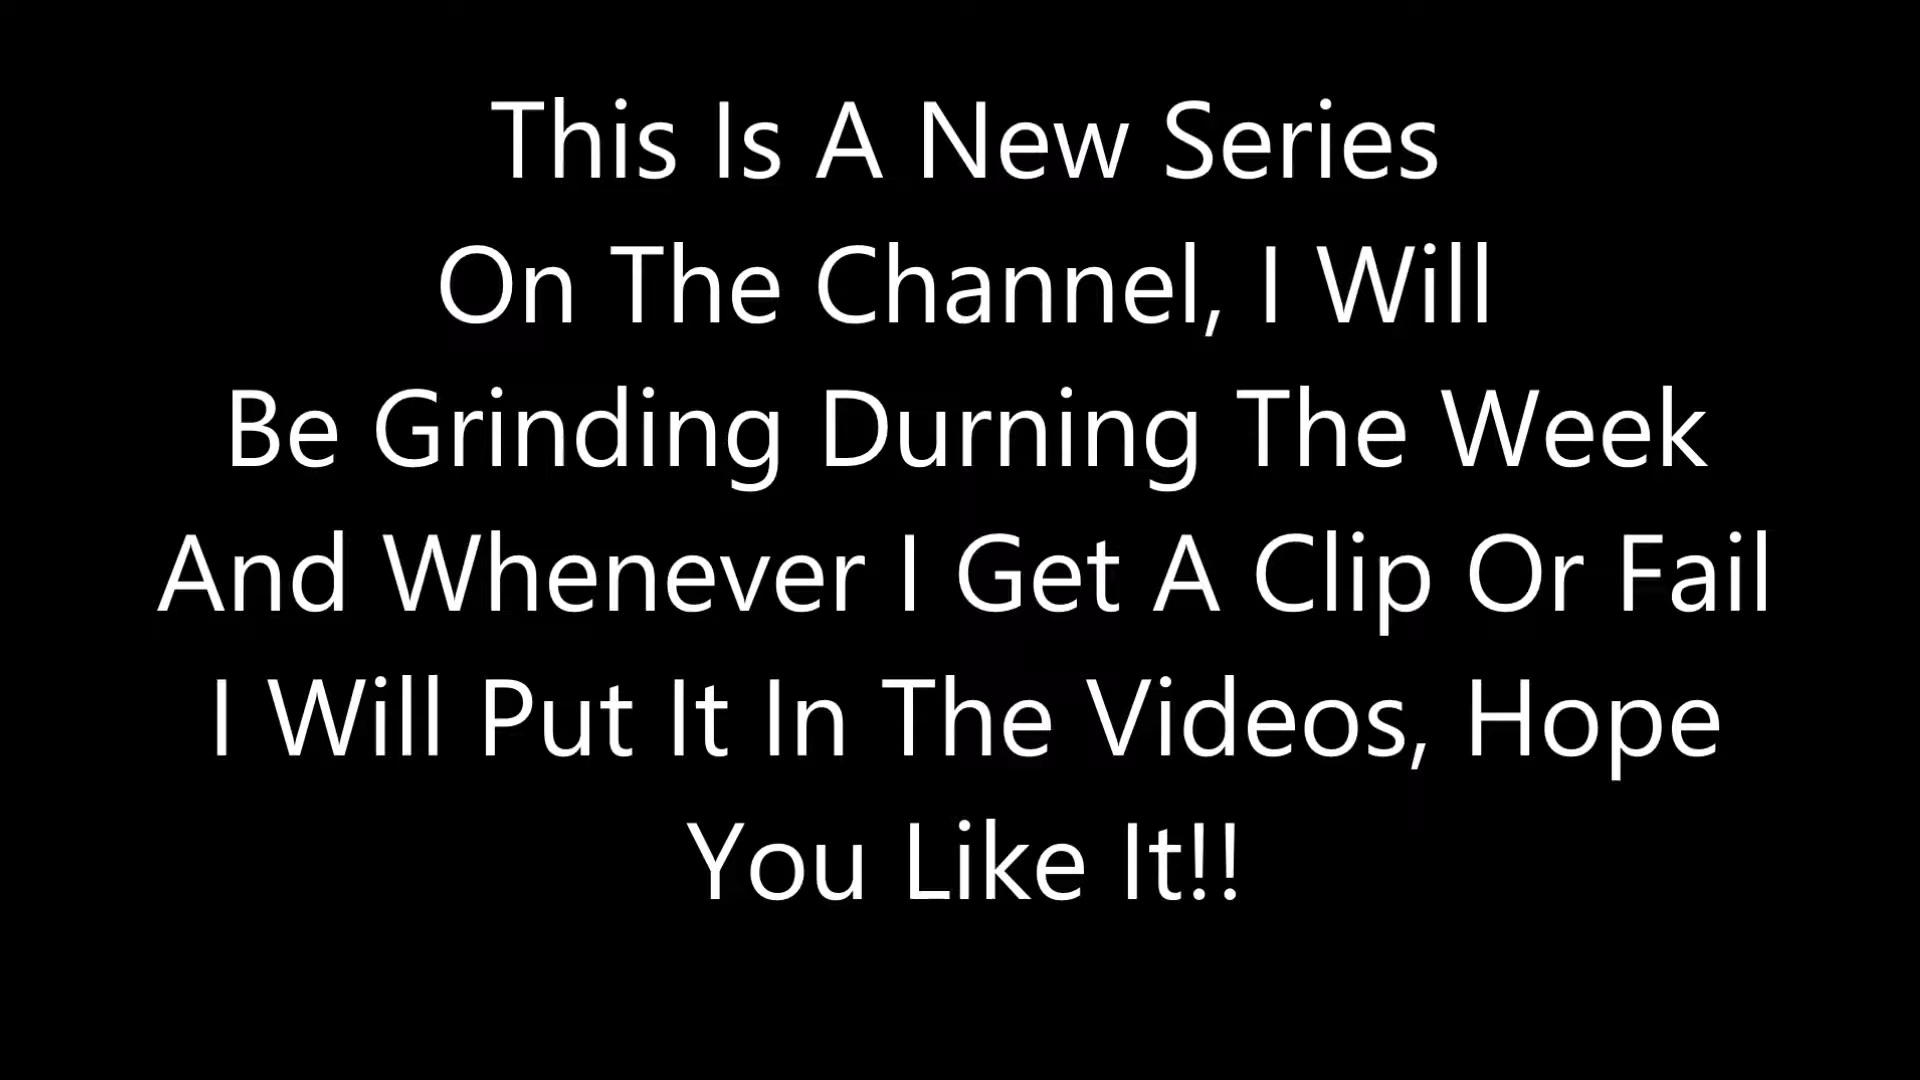 This Is A New Series
On The Channel, I Will
Be Grinding Durning The Week
And Whenever I Get A Clip Or Fail
I Will Put It In The Videos, Hope
You Like It!!